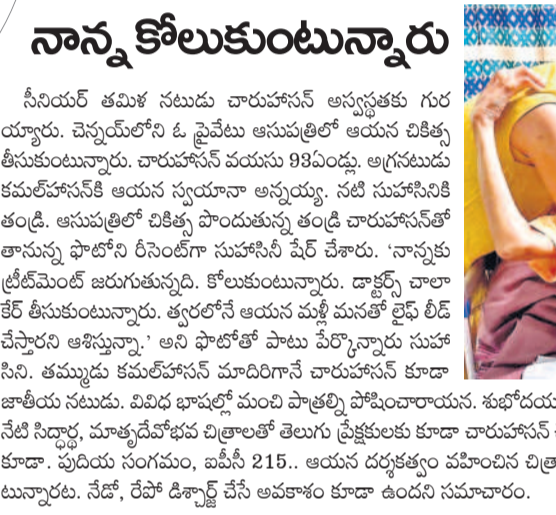 నాన్న కోలుకుంటున్నారు
సీనియర్ తమిళ నటుడు చారుహాసన్ అస్వస్థతకు గుర
య్యారు. చెన్నయ్‌లోని ఓ ప్రైవేటు ఆసుపత్రిలో ఆయన చికిత్స
తీసుకుంటున్నారు. చారుహాసన్ వయసు 93ఏండ్లు. అగ్రనటుడు
కమల్‌హాసన్‌కి ఆయన స్వయానా అన్నయ్య. నటి సుహాసినికి
తండ్రి. ఆసుపత్రిలో చికిత్స పొందుతున్న తండ్రి చారుహాసన్‌తో
తానున్న ఫొటోని రీసెంట్‌గా సుహాసినీ షేర్ చేశారు. ‘నాన్నకు
ట్రీట్‌మెంట్ జరుగుతున్నది. కోలుకుంటున్నారు. డాక్టర్స్ చాలా
కేర్ తీసుకుంటున్నారు. త్వరలోనే ఆయన మళ్లీ మనతో లైఫ్ లీడ్
చేస్తారని ఆశిస్తున్నా.’ అని ఫొటోతో పాటు పేర్కొన్నారు సుహా
సిని. తమ్ముడు కమల్‌హాసన్ మాదిరిగానే చారుహాసన్ కూడా
జాతీయ నటుడు. వివిధ భాషల్లో మంచి పాత్రల్ని పోషించారాయన. శుభోదయ
నేటి సిద్ధార్థ, మాతృదేవోభవ చిత్రాలతో తెలుగు ప్రేక్షకులకు కూడా చారుహాసన్
కూడా. పుదియ సంగమం, ఐపీసీ 215.. ఆయన దర్శకత్వం వహించిన చిత్రా
టున్నారట. నేడో, రేపో డిశ్చార్జ్ చేసే అవకాశం కూడా ఉందని సమాచారం.